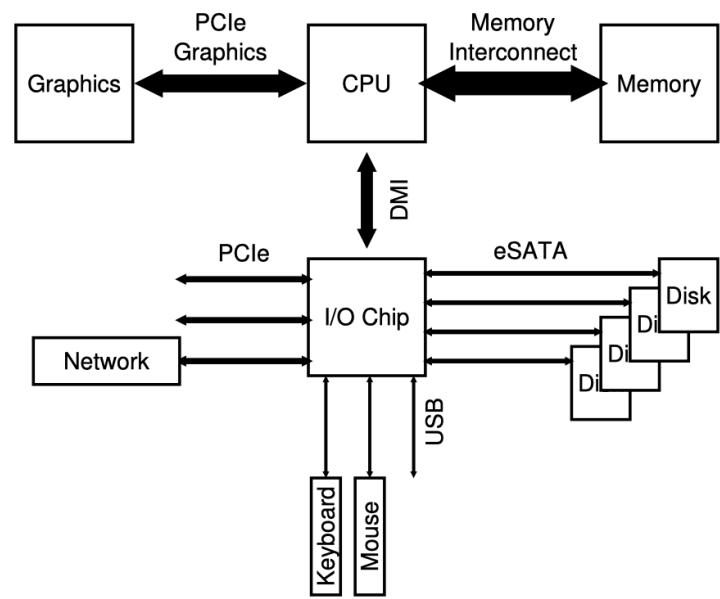 PCIe
Graphics
Memory
Interconnect
Graphics
CPU
Memory
DMI
PCIe
eSATA
I/O Chip
Disk
Di
Di
Di
Network
USB
Keyboard
Mouse